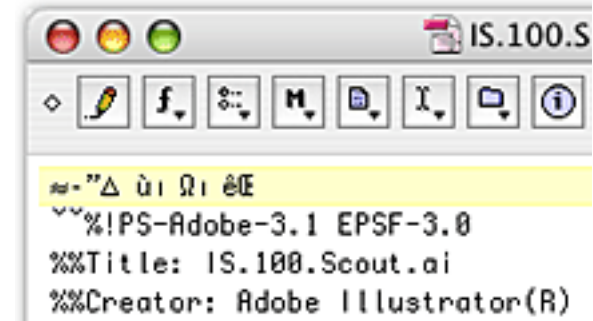 IS.100.S
≈-”∆ ùı Ωı êŒ
˘˘%!PS-Adobe-3.1 EPSF-3.0
%%Title: IS.100.Scout.ai
%%Creator: Adobe Illustrator(R)